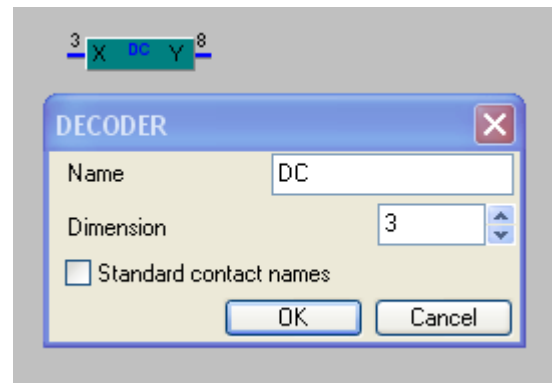 3 X DC Y 8
DECODER
Name DC
Dimension 3
Standard contact names
OK Cancel